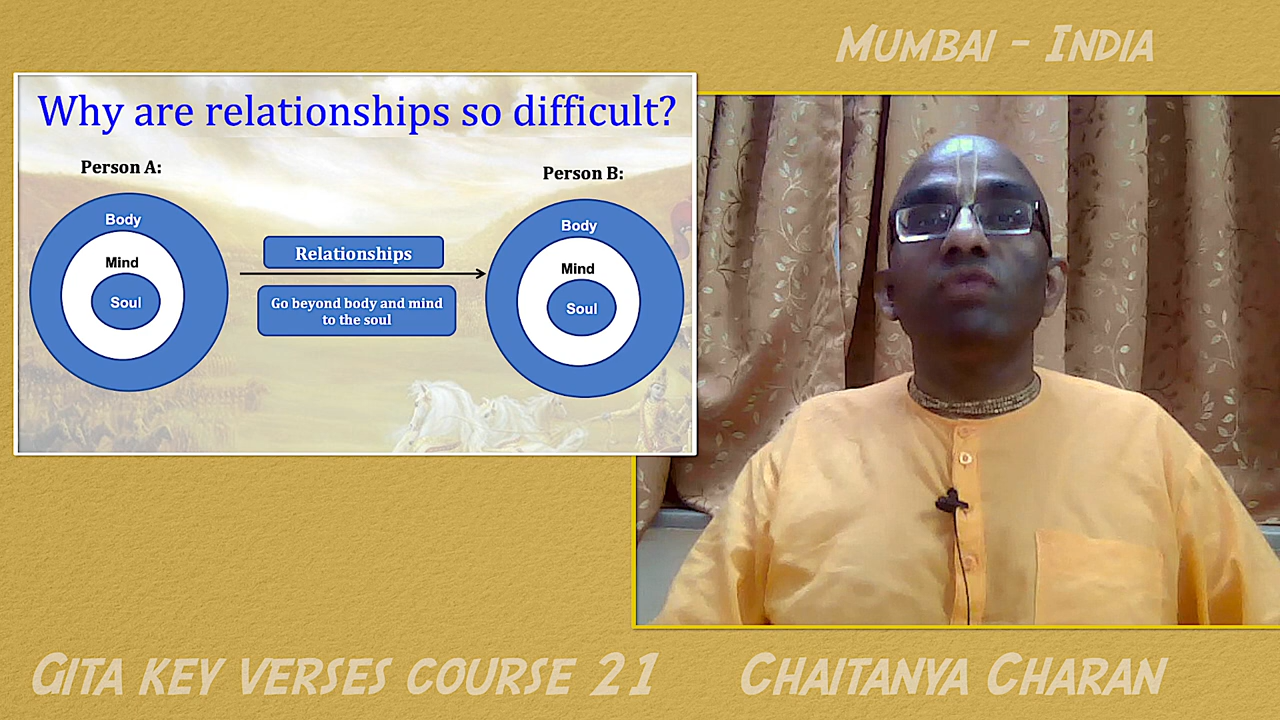 Mumbai - India
Why are relationships so difficult?
Person A:
Person B:
Body
Mind
Soul
Relationships
Go beyond body and mind
to the soul
Body
Mind
Soul
Gita key verses course 21
Chaitanya Charan